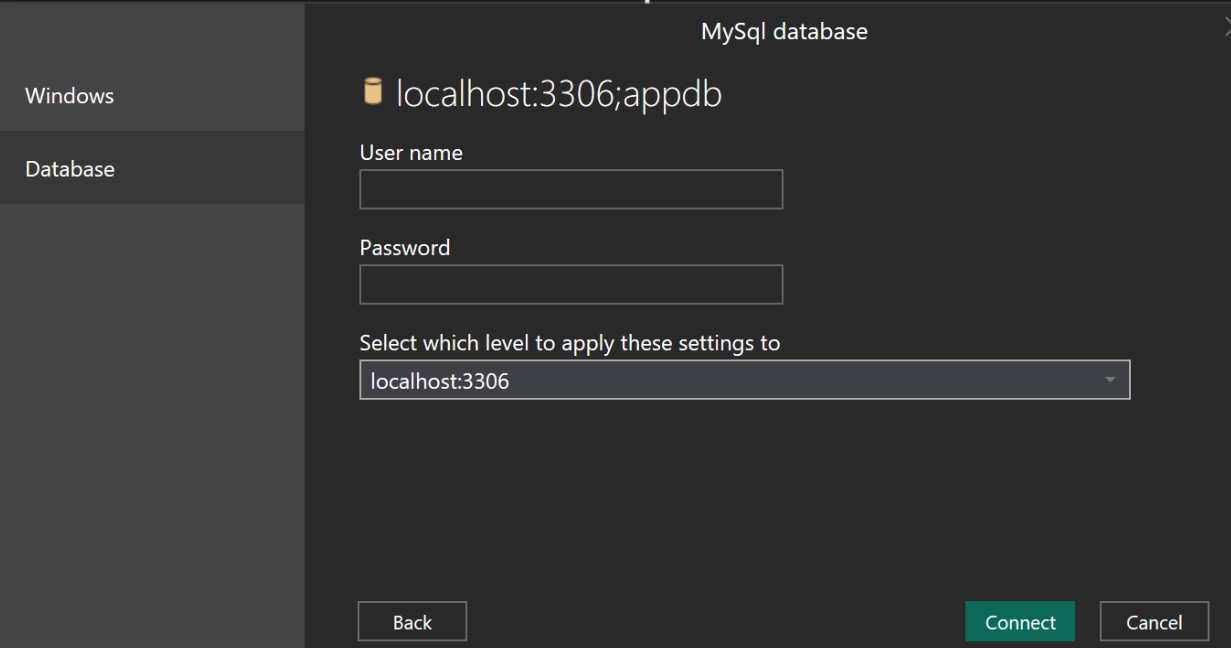 MySql database
Windows
Database
localhost:3306;appdb
User name
Password
Select which level to apply these settings to
localhost:3306
Back
Connect
Cancel